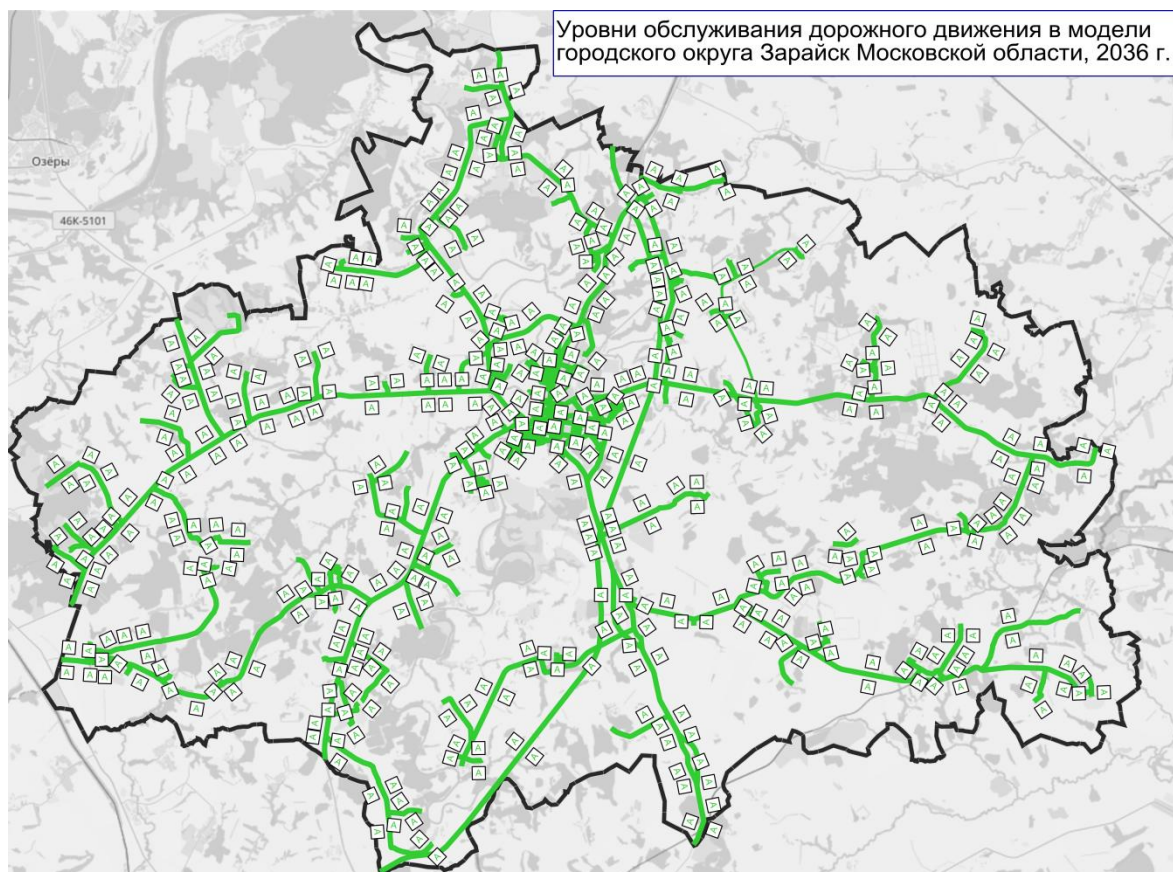 Уровни обслуживания дорожного движения в модели
городского округа Зарайск Московской области, 2036 г.
Озёры
46К-5101